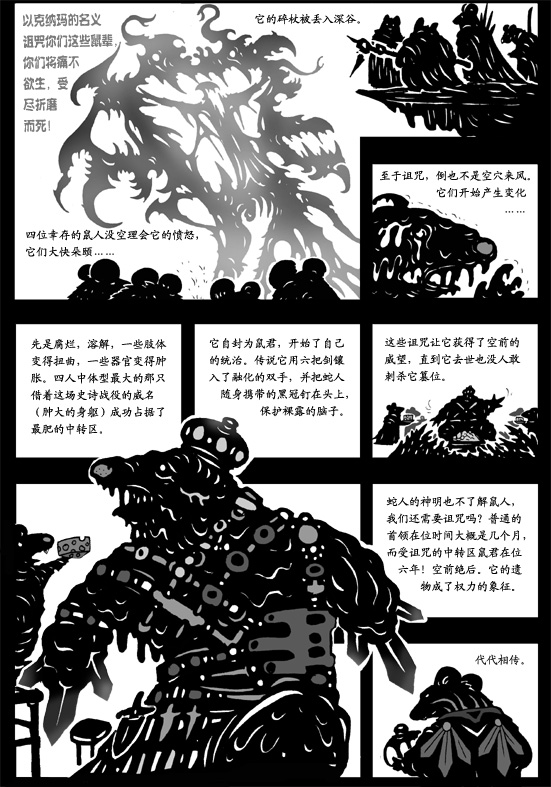 以克纳玛的名义
诅咒你们这些鼠辈，
你们将痛不
欲生，受
尽折磨
而死！
四位幸存的鼠人没空理会它的愤怒，
它们大快朵颐……
它的碎杖被丢入深谷。
至于诅咒，倒也不是空穴来风。
它们开始产生变化
……
先是腐烂，溶解，一些肢体
变得扭曲，一些器官变得肿
胀。四人中体型最大的那只
借着这场史诗战役的威名
（肿大的身躯）成功占据了
最肥的中转区。
它自封为鼠君，开始了自己
的统治。传说它用六把剑镶
入了融化的双手，并把蛇人
随身携带的黑冠钉在头上，
保护裸露的脑子。
这些诅咒让它获得了空前的
威望，直到它去世也没人敢
刺杀它篡位。
蛇人的神明也不了解鼠人，
我们还需要诅咒吗？普通的
首领在位时间大概是几个月，
而受诅咒的中转区鼠君在位
六年！空前绝后。它的遗
物成了权力的象征。
代代相传。